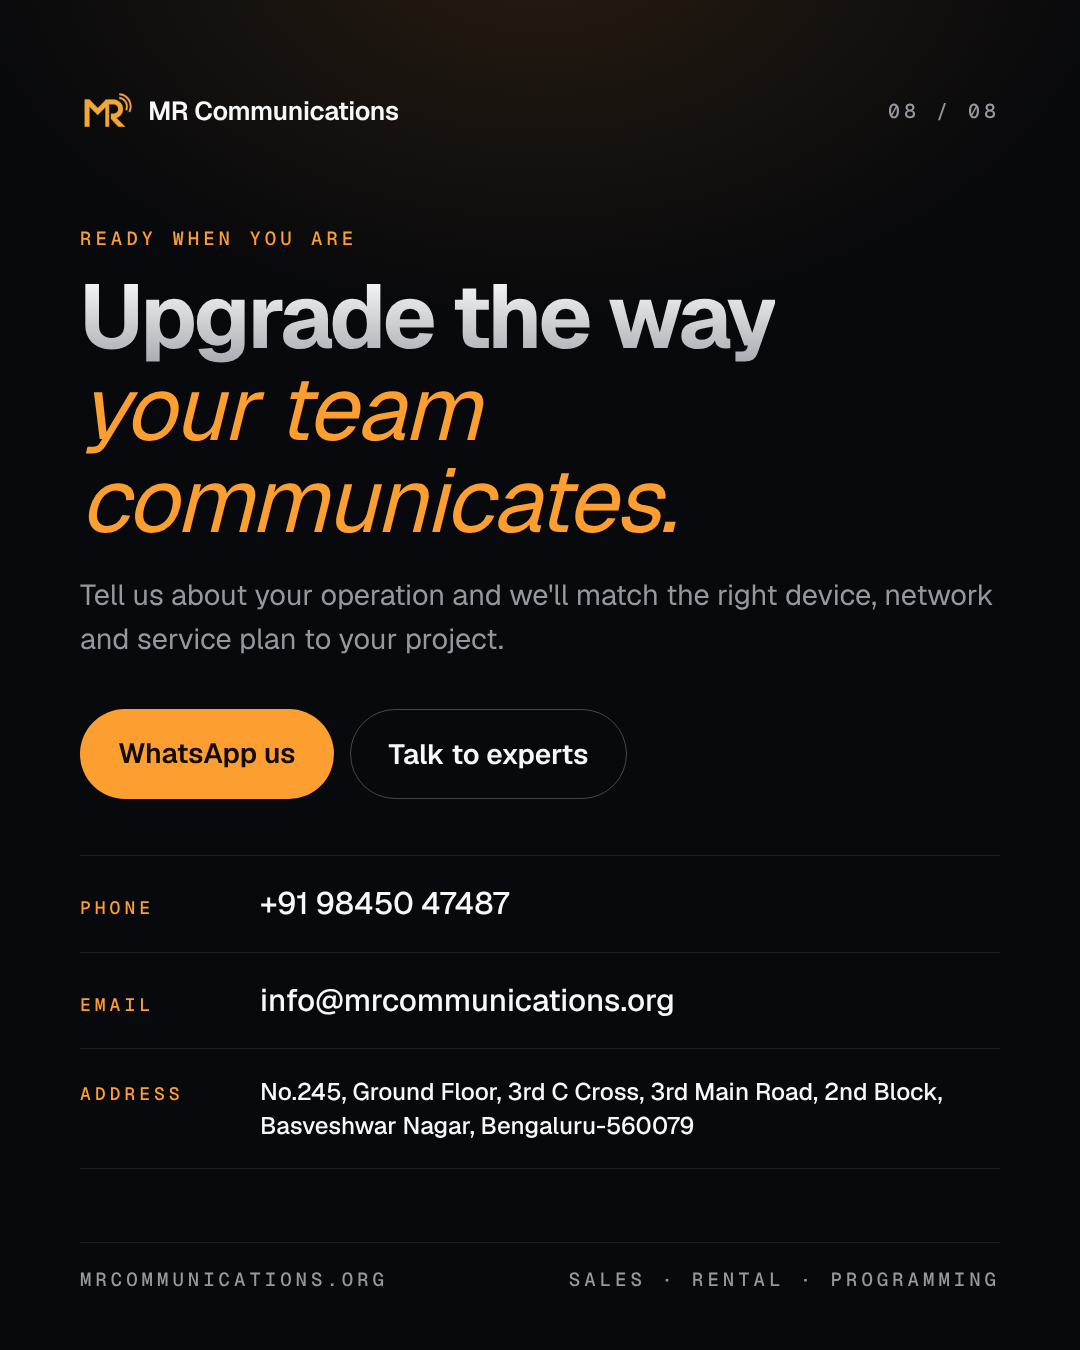 MR MR Communications
08 / 08
READY WHEN YOU ARE
Upgrade the way
your team
communicates.
Tell us about your operation and we'll match the right device, network
and service plan to your project.
WhatsApp us
Talk to experts
PHONE +91 98450 47487
EMAIL info@mrcommunications.org
ADDRESS No.245, Ground Floor, 3rd C Cross, 3rd Main Road, 2nd Block,
Basveshwar Nagar, Bengaluru-560079
MRCOMMUNICATIONS.ORG
SALES · RENTAL · PROGRAMMING